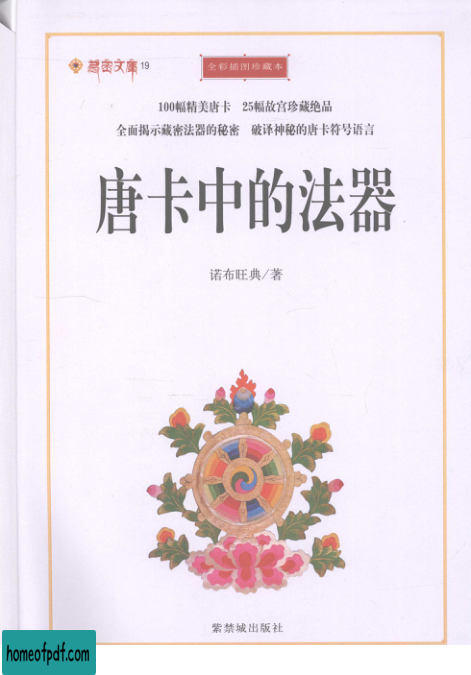 藏密文库 19
全彩插图珍藏本
100幅精美唐卡 25幅故宫珍藏绝品
全面揭示藏密法器的秘密 破译神秘的唐卡符号语言
唐卡中的法器
诺布旺典/著
紫禁城出版社
homeofpdf.com